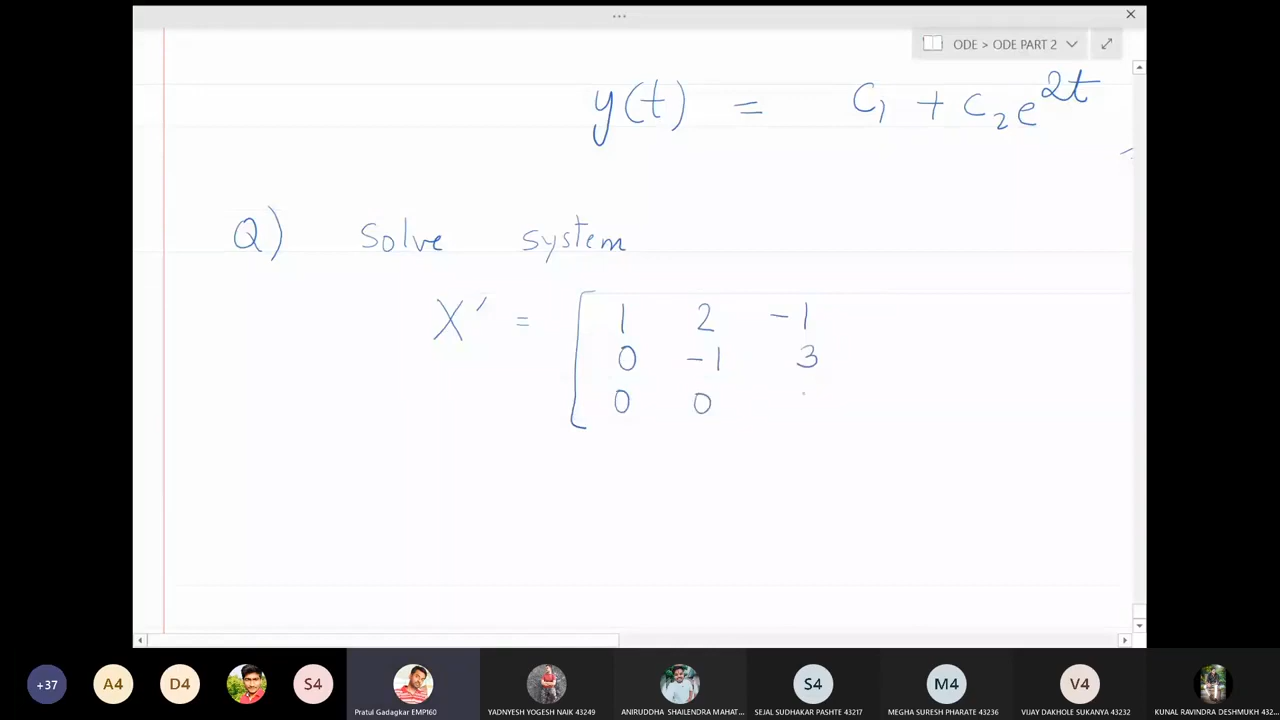 ODE > ODE PART 2
y(t) = C₁ + C₂e^{2t}
Q) Solve system
X′ = [ 1 2 -1
0 -1 3
0 0
+37
A4
D4
S4
Pratul Gadagkar EMP160
YADNYESH YOGESH NAIK 43249
ANIRUDDHA SHAILENDRA MAHAT...
S4
SEJAL SUDHAKAR PASHTE 43217
M4
MEGHA SURESH PHARATE 43236
V4
VIJAY DAKHOLE SUKANYA 43232
KUNAL RAVINDRA DESHMUKH 432...